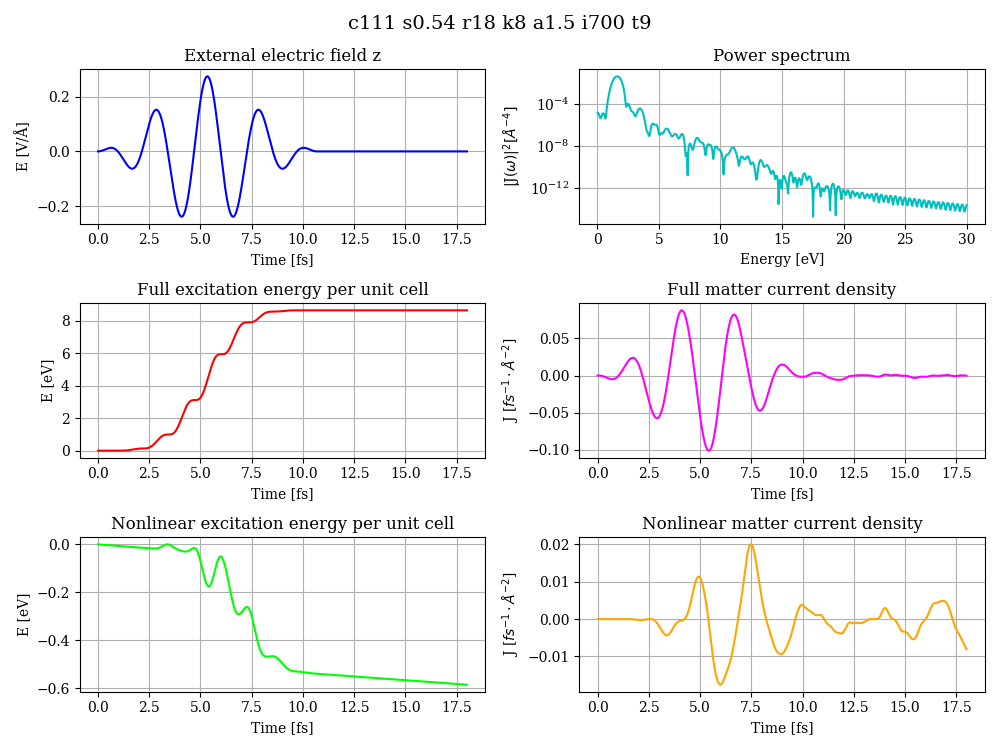 c111 s0.54 r18 k8 a1.5 i700 t9
External electric field z
E [V/Å]
0.2
0.0
−0.2
0.0 2.5 5.0 7.5 10.0 12.5 15.0 17.5
Time [fs]
Power spectrum
|J(ω)|²[Å⁻⁴]
10⁻⁴
10⁻⁸
10⁻¹²
0 5 10 15 20 25 30
Energy [eV]
Full excitation energy per unit cell
E [eV]
8
6
4
2
0
0.0 2.5 5.0 7.5 10.0 12.5 15.0 17.5
Time [fs]
Full matter current density
J [fs⁻¹ · Å⁻²]
0.05
0.00
−0.05
−0.10
0.0 2.5 5.0 7.5 10.0 12.5 15.0 17.5
Time [fs]
Nonlinear excitation energy per unit cell
E [eV]
0.0
−0.2
−0.4
−0.6
0.0 2.5 5.0 7.5 10.0 12.5 15.0 17.5
Time [fs]
Nonlinear matter current density
J [fs⁻¹ · Å⁻²]
0.02
0.01
0.00
−0.01
0.0 2.5 5.0 7.5 10.0 12.5 15.0 17.5
Time [fs]